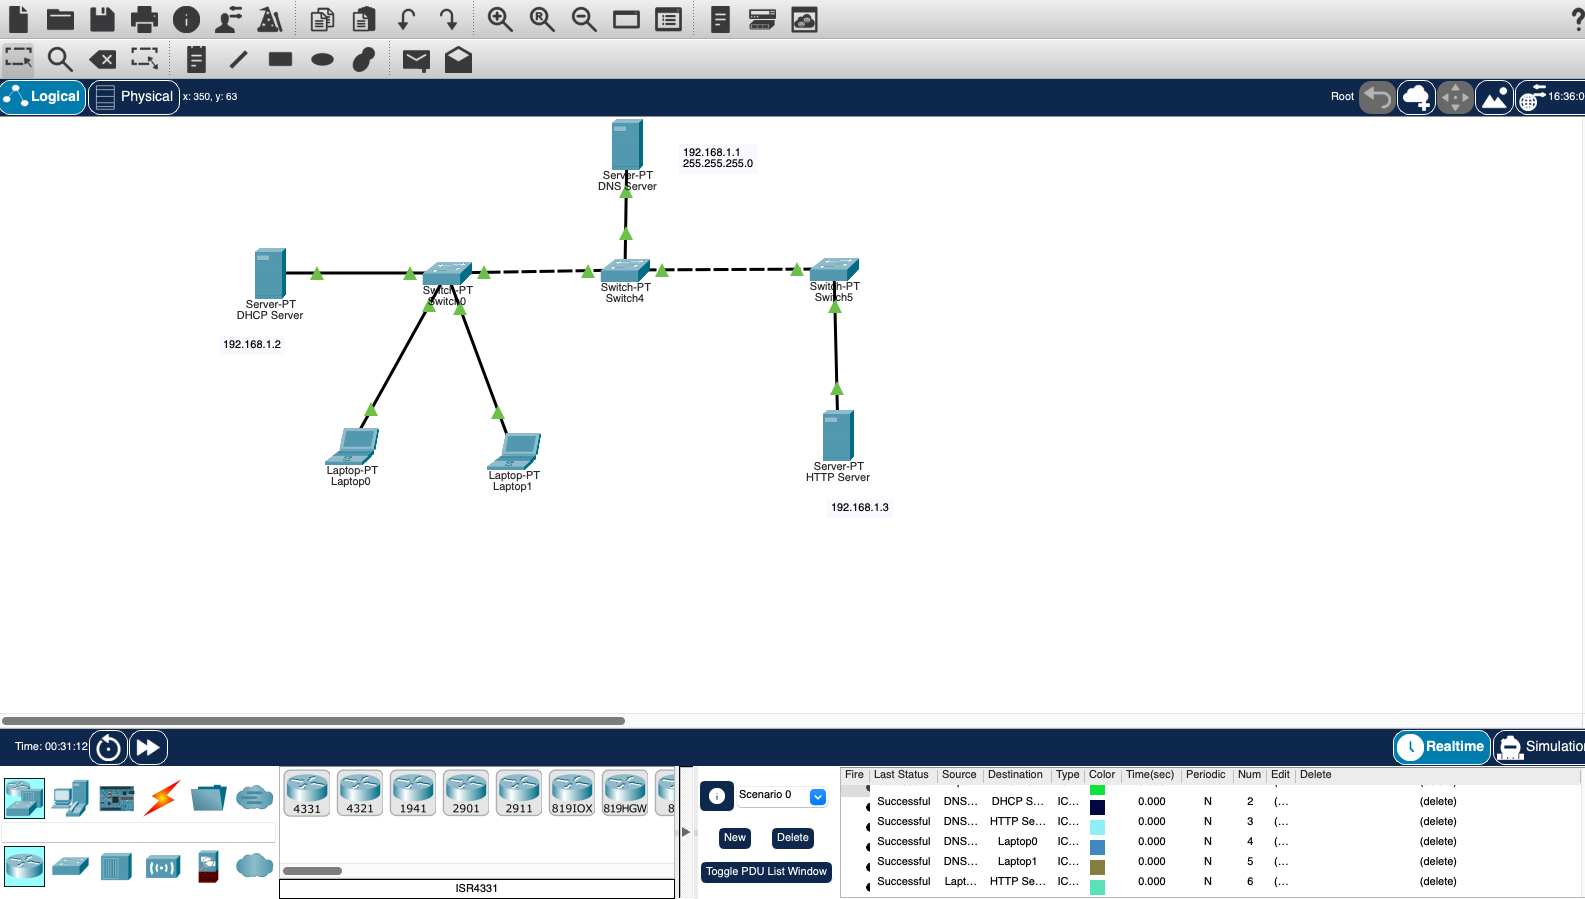 Logical
Physical
x: 350, y: 63
Root
16:36:0
192.168.1.1
255.255.255.0
Server-PT
DNS Server
Server-PT
DHCP Server
192.168.1.2
Switch-PT
Switch0
Switch-PT
Switch4
Switch-PT
Switch5
Laptop-PT
Laptop0
Laptop-PT
Laptop1
Server-PT
HTTP Server
192.168.1.3
Time: 00:31:12
Realtime
Simulatio
4331
4321
1941
2901
2911
819IOX
819HGW
8
ISR4331
Scenario 0
New
Delete
Toggle PDU List Window
Fire Last Status Source Destination Type Color Time(sec) Periodic Num Edit Delete
Successful DNS... DHCP S... IC... 0.000 N 2 (... (delete)
Successful DNS... HTTP Se... IC... 0.000 N 3 (... (delete)
Successful DNS... Laptop0 IC... 0.000 N 4 (... (delete)
Successful DNS... Laptop1 IC... 0.000 N 5 (... (delete)
Successful Lapt... HTTP Se... IC... 0.000 N 6 (... (delete)